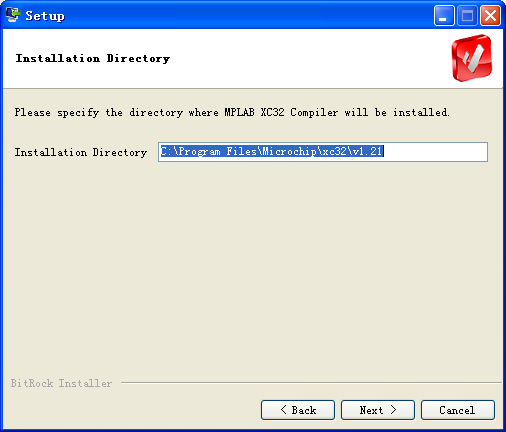 Setup
Installation Directory
Please specify the directory where MPLAB XC32 Compiler will be installed.
Installation Directory C:\Program Files\Microchip\xc32\v1.21
BitRock Installer
< Back Next > Cancel